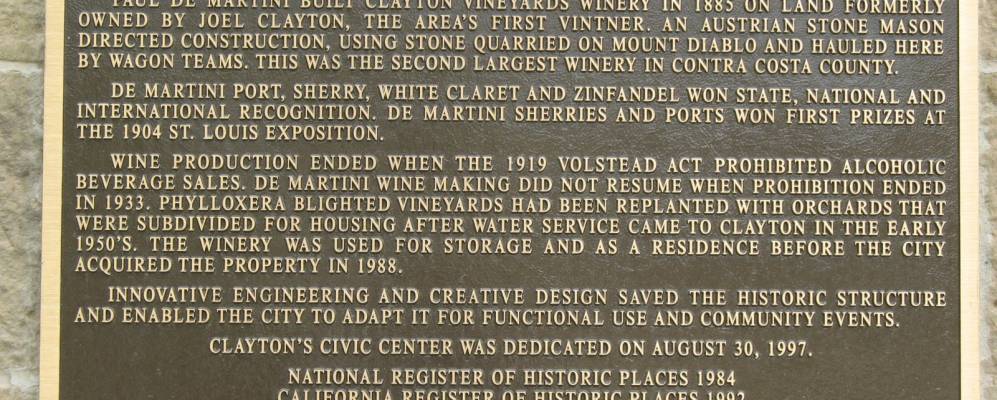 PAUL DE MARTINI BUILT CLAYTON VINEYARDS WINERY IN 1885 ON LAND FORMERLY
OWNED BY JOEL CLAYTON, THE AREA'S FIRST VINTNER. AN AUSTRIAN STONE MASON
DIRECTED CONSTRUCTION, USING STONE QUARRIED ON MOUNT DIABLO AND HAULED HERE
BY WAGON TEAMS. THIS WAS THE SECOND LARGEST WINERY IN CONTRA COSTA COUNTY.
DE MARTINI PORT, SHERRY, WHITE CLARET AND ZINFANDEL WON STATE, NATIONAL AND
INTERNATIONAL RECOGNITION. DE MARTINI SHERRIES AND PORTS WON FIRST PRIZES AT
THE 1904 ST. LOUIS EXPOSITION.
WINE PRODUCTION ENDED WHEN THE 1919 VOLSTEAD ACT PROHIBITED ALCOHOLIC
BEVERAGE SALES. DE MARTINI WINE MAKING DID NOT RESUME WHEN PROHIBITION ENDED
IN 1933. PHYLLOXERA BLIGHTED VINEYARDS HAD BEEN REPLANTED WITH ORCHARDS THAT
WERE SUBDIVIDED FOR HOUSING AFTER WATER SERVICE CAME TO CLAYTON IN THE EARLY
1950'S. THE WINERY WAS USED FOR STORAGE AND AS A RESIDENCE BEFORE THE CITY
ACQUIRED THE PROPERTY IN 1988.
INNOVATIVE ENGINEERING AND CREATIVE DESIGN SAVED THE HISTORIC STRUCTURE
AND ENABLED THE CITY TO ADAPT IT FOR FUNCTIONAL USE AND COMMUNITY EVENTS.
CLAYTON'S CIVIC CENTER WAS DEDICATED ON AUGUST 30, 1997.
NATIONAL REGISTER OF HISTORIC PLACES 1984
CALIFORNIA REGISTER OF HISTORIC PLACES 1992